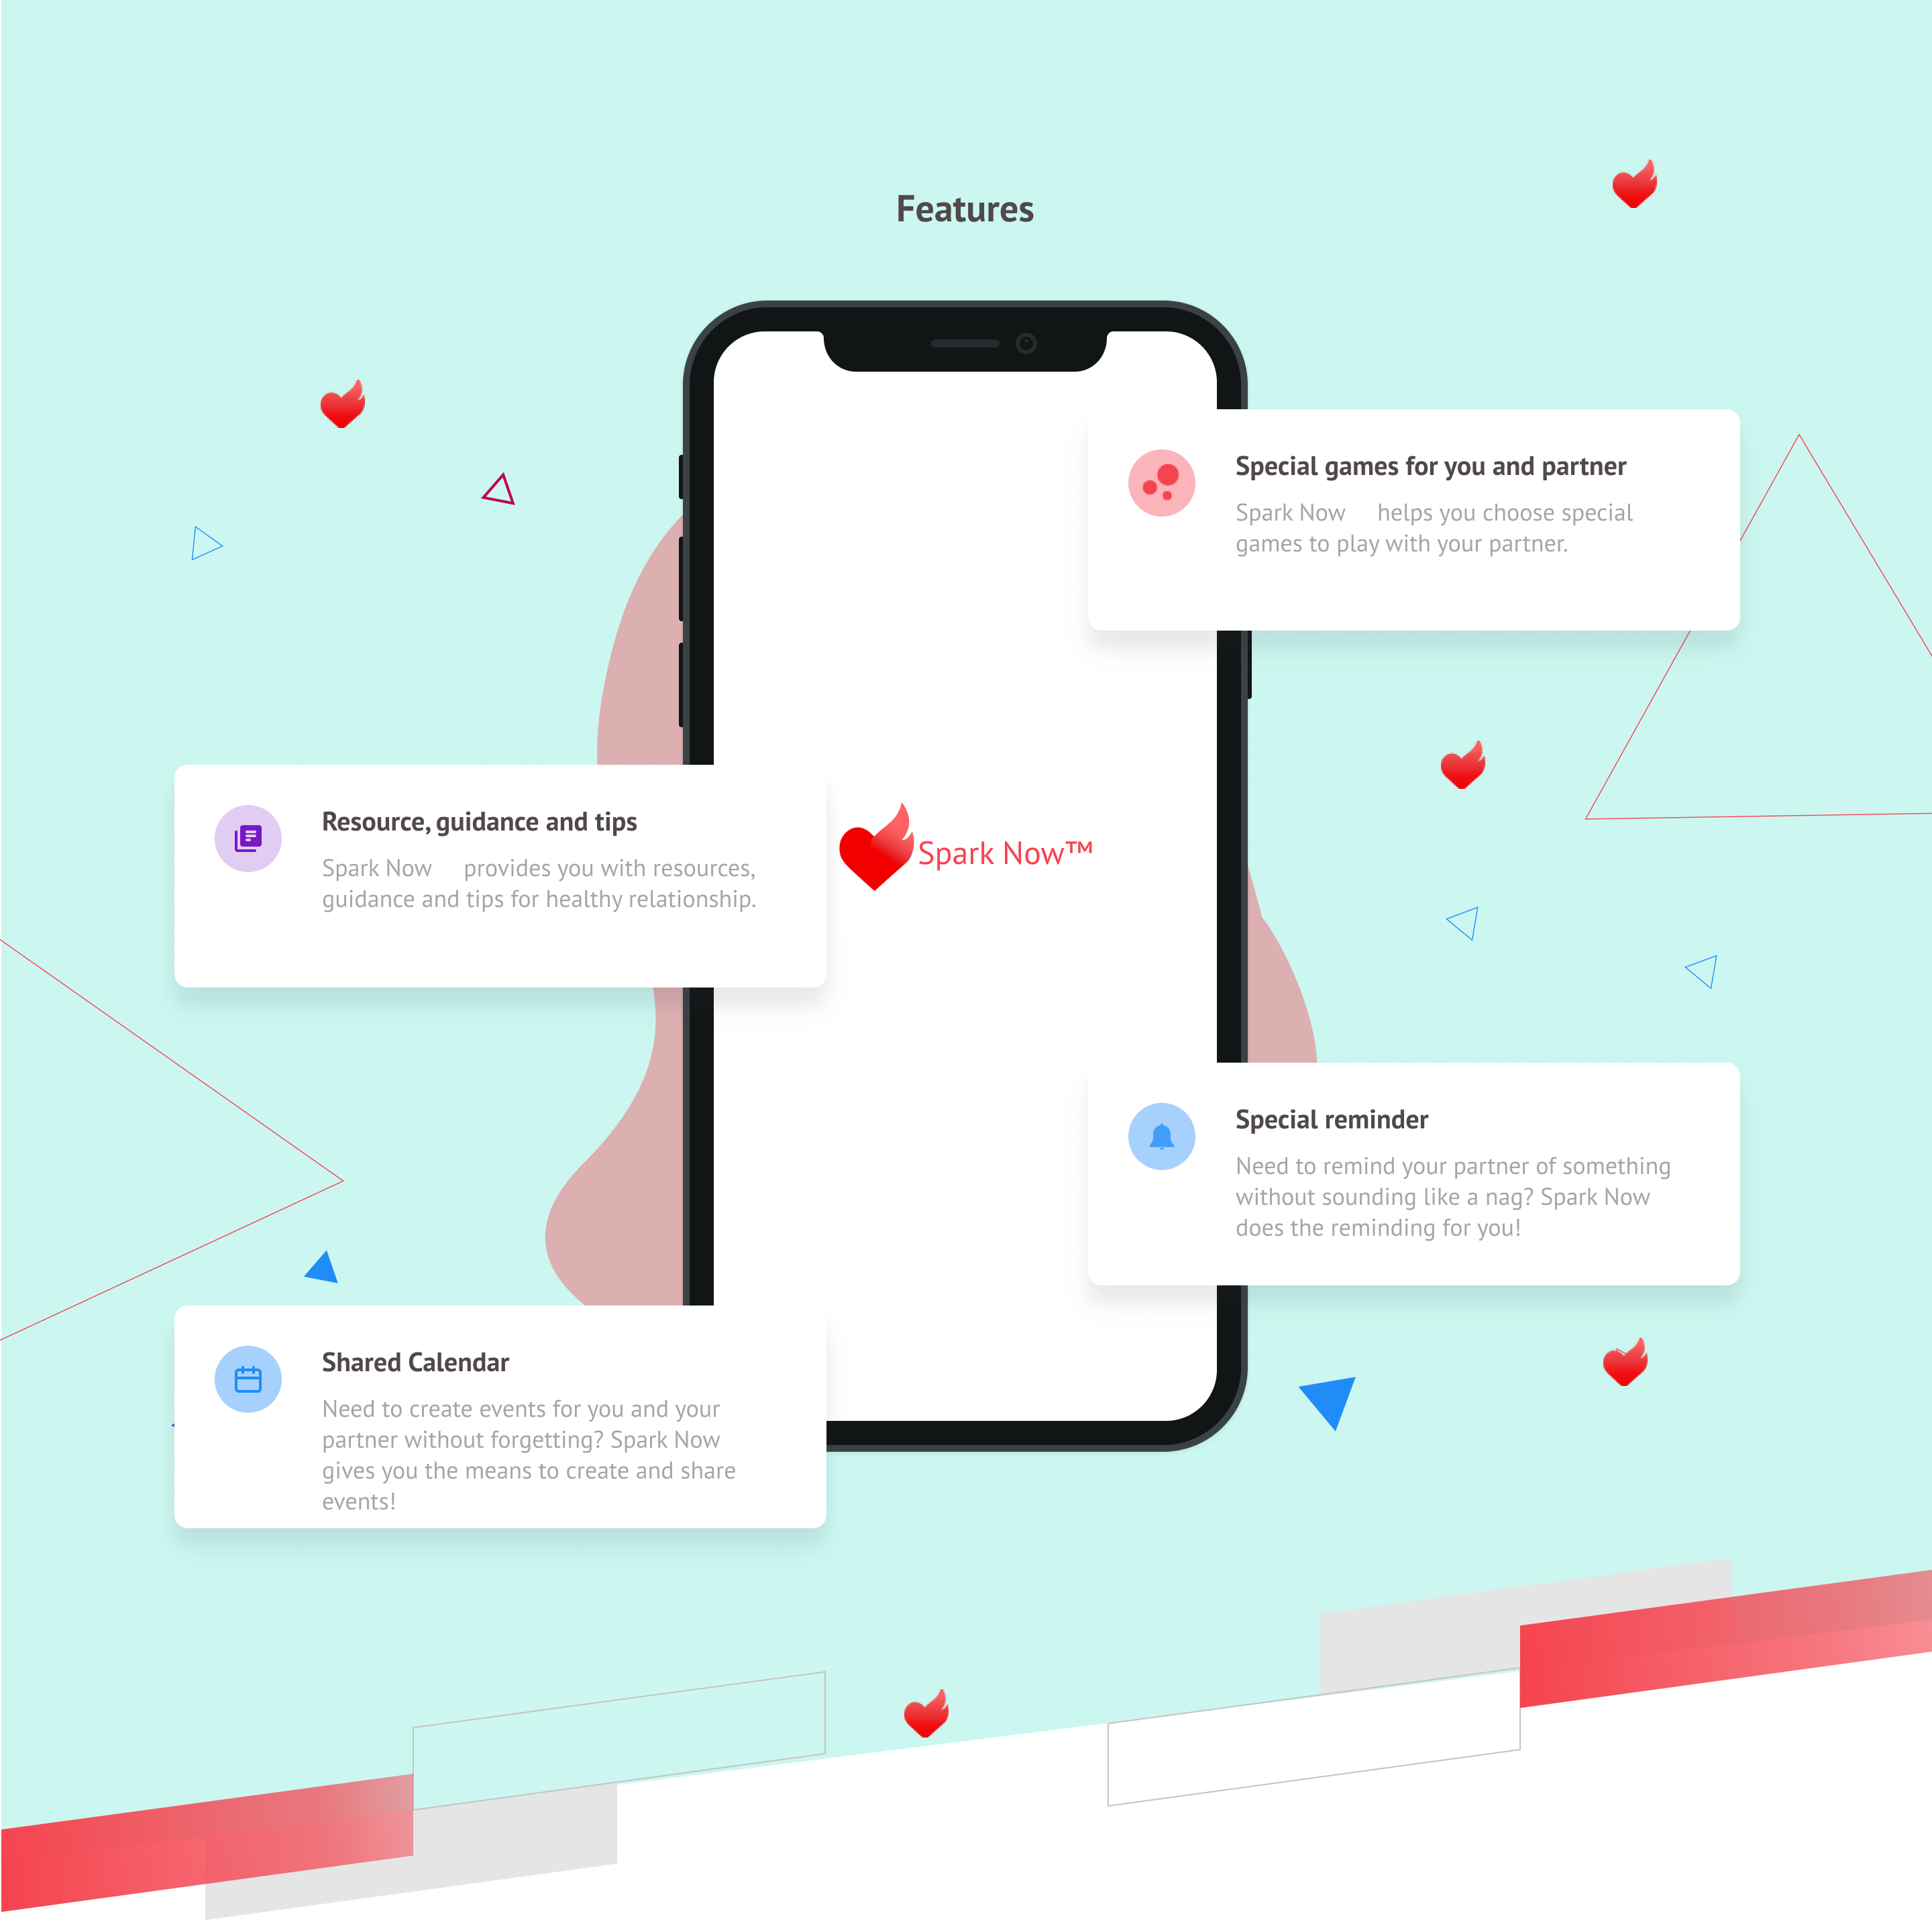 Features
Special games for you and partner
Spark Now helps you choose special
games to play with your partner.
Resource, guidance and tips
Spark Now provides you with resources,
guidance and tips for healthy relationship.
Spark Now™
Special reminder
Need to remind your partner of something
without sounding like a nag? Spark Now
does the reminding for you!
Shared Calendar
Need to create events for you and your
partner without forgetting? Spark Now
gives you the means to create and share
events!